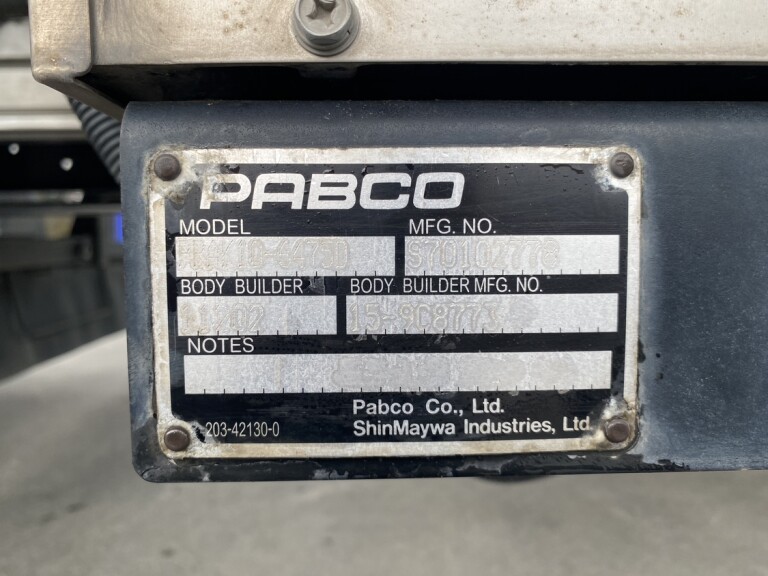 PABCO
MODEL MFG. NO.
S70102778
BODY BUILDER BODY BUILDER MFG. NO.
NOTES
Pabco Co., Ltd.
203-42130-0 ShinMaywa Industries, Ltd.